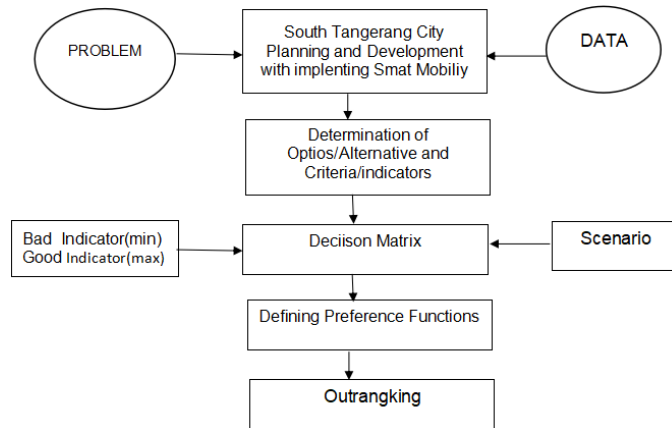 PROBLEM
South Tangerang City
Planning and Development
with implenting Smat Mobiliy
DATA
Determination of
Optios/Alternative and
Criteria/indicators
Bad Indicator(min)
Good Indicator(max)
Deciison Matrix
Scenario
Defining Preference Functions
Outrangking